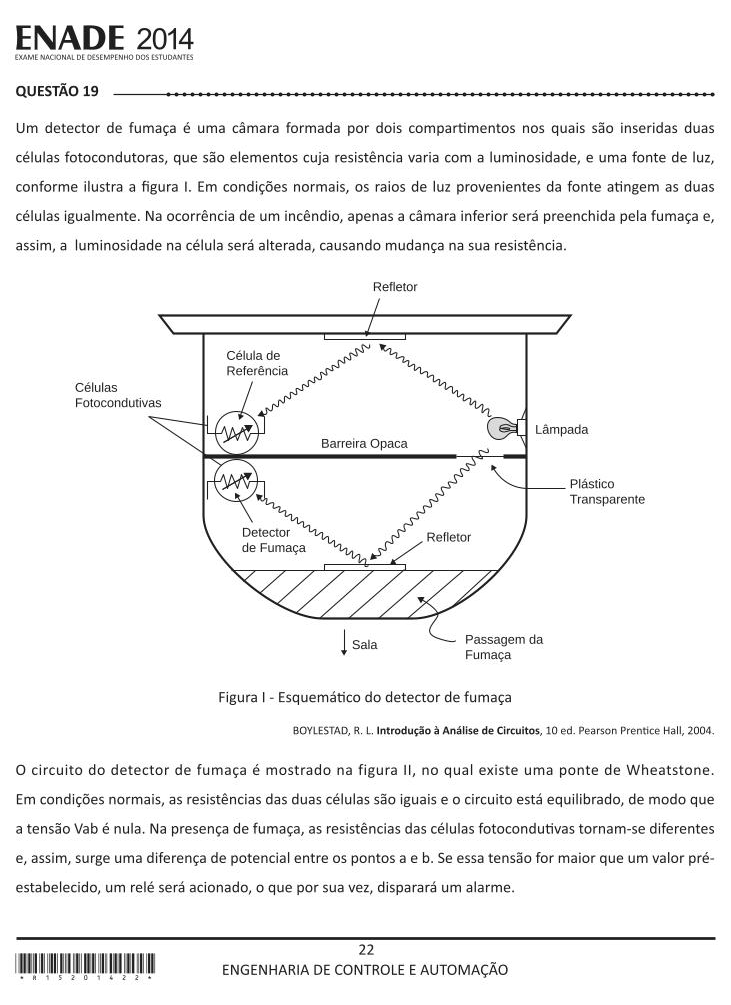 ENADE 2014
EXAME NACIONAL DE DESEMPENHO DOS ESTUDANTES
QUESTÃO 19
Um detector de fumaça é uma câmara formada por dois compartimentos nos quais são inseridas duas
células fotocondutoras, que são elementos cuja resistência varia com a luminosidade, e uma fonte de luz,
conforme ilustra a figura I. Em condições normais, os raios de luz provenientes da fonte atingem as duas
células igualmente. Na ocorrência de um incêndio, apenas a câmara inferior será preenchida pela fumaça e,
assim, a luminosidade na célula será alterada, causando mudança na sua resistência.
Refletor
Célula de
Referência
Células
Fotocondutivas
Lâmpada
Barreira Opaca
Plástico
Transparente
Detector
de Fumaça
Refletor
Passagem da
Fumaça
Sala
Figura I - Esquemático do detector de fumaça
BOYLESTAD, R. L. Introdução à Análise de Circuitos, 10 ed. Pearson Prentice Hall, 2004.
O circuito do detector de fumaça é mostrado na figura II, no qual existe uma ponte de Wheatstone.
Em condições normais, as resistências das duas células são iguais e o circuito está equilibrado, de modo que
a tensão Vab é nula. Na presença de fumaça, as resistências das células fotocondutivas tornam-se diferentes
e, assim, surge uma diferença de potencial entre os pontos a e b. Se essa tensão for maior que um valor pré-
estabelecido, um relé será acionado, o que por sua vez, disparará um alarme.
22
ENGENHARIA DE CONTROLE E AUTOMAÇÃO
*R15201422*